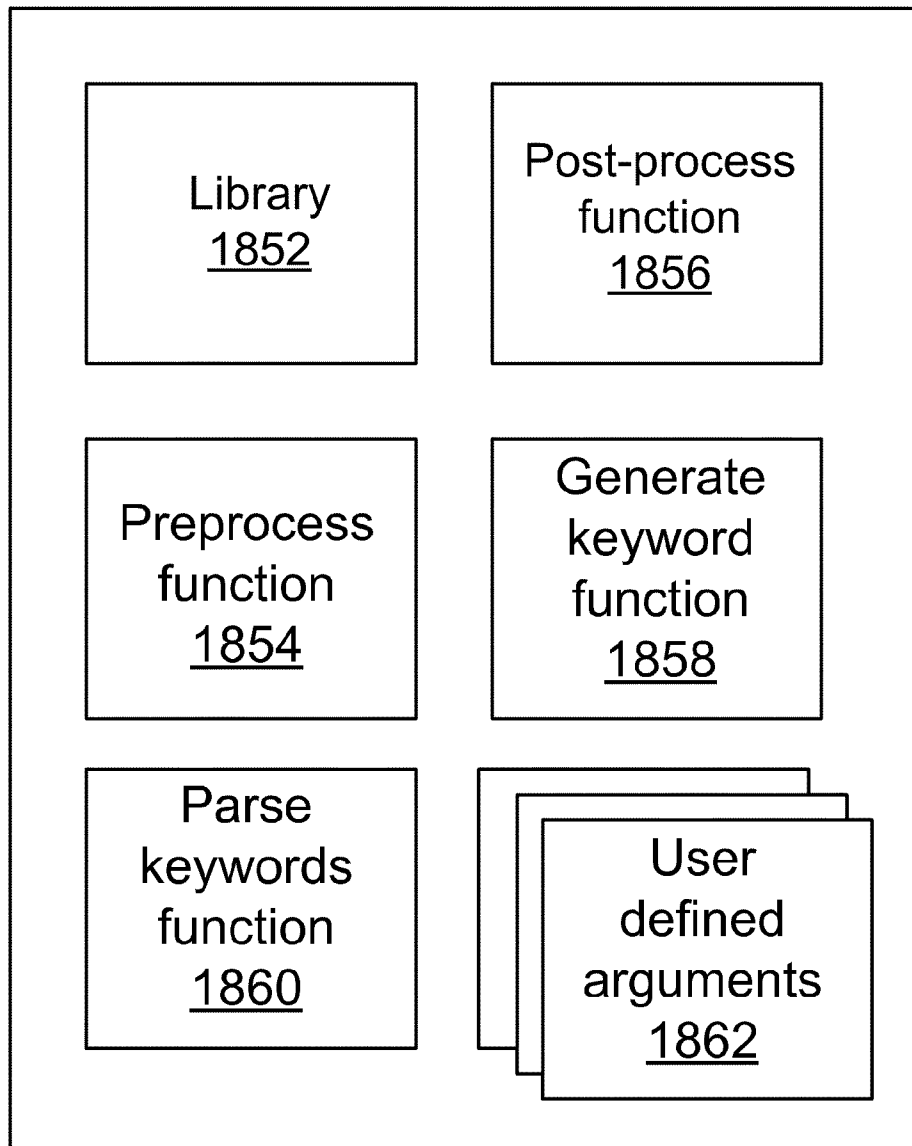 Library
1852
Post-process
function
1856
Preprocess
function
1854
Generate
keyword
function
1858
Parse
keywords
function
1860
User
defined
arguments
1862